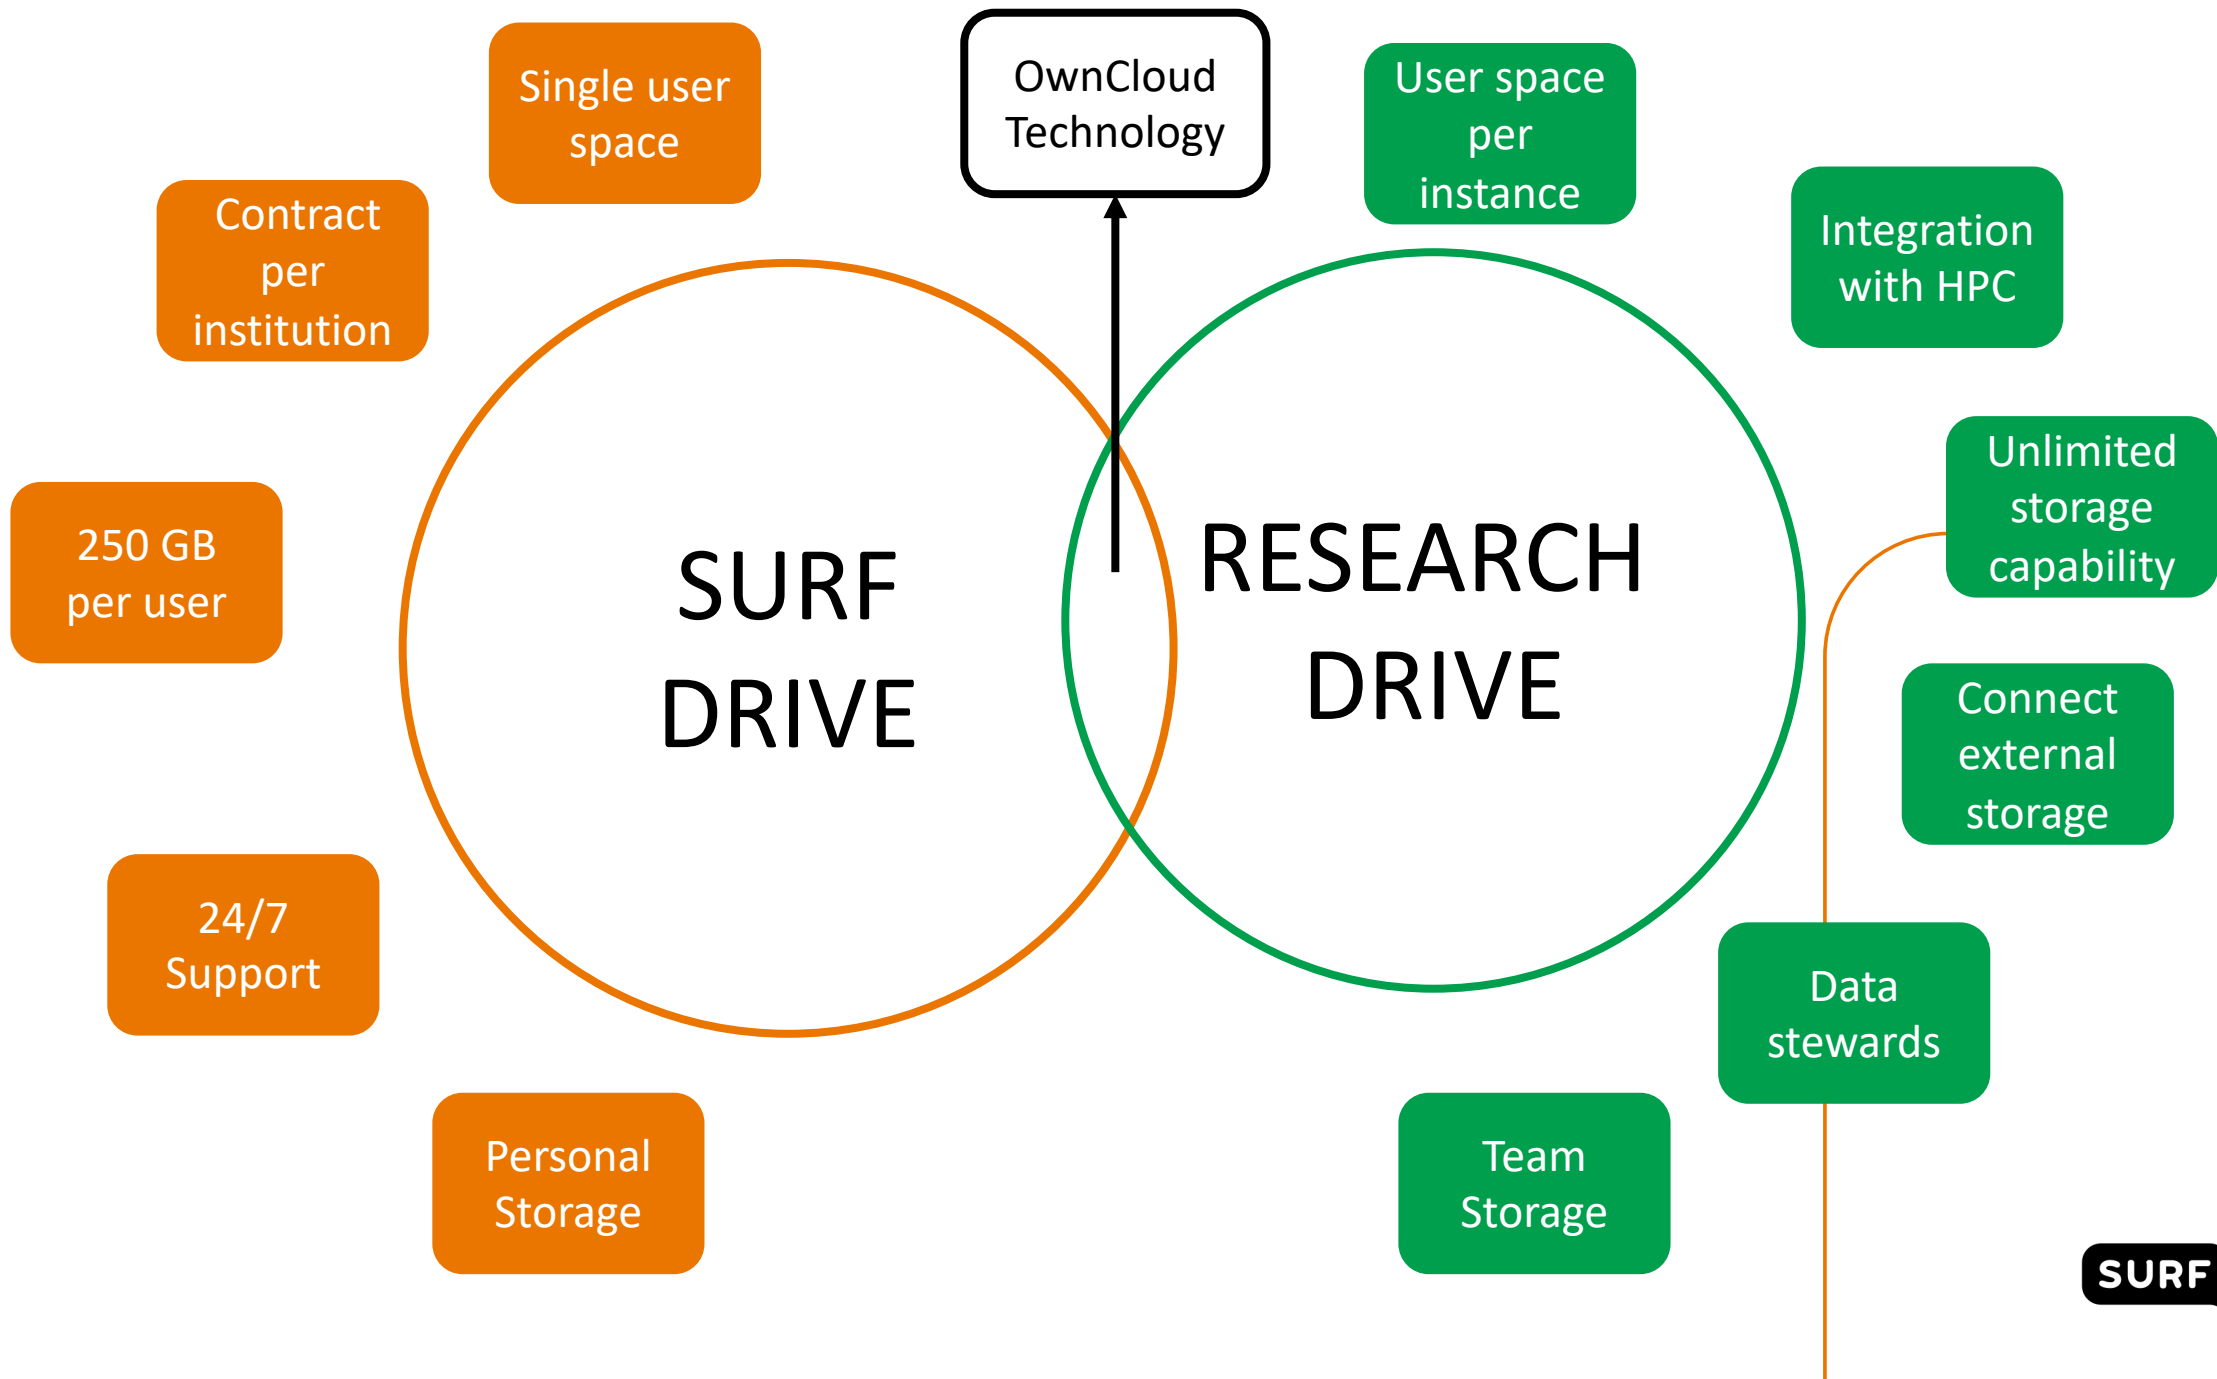 Single user
space
OwnCloud
Technology
User space
per
instance
Contract
per
institution
Integration
with HPC
250 GB
per user
SURF
DRIVE
RESEARCH
DRIVE
Unlimited
storage
capability
Connect
external
storage
24/7
Support
Data
stewards
Personal
Storage
Team
Storage
SURF